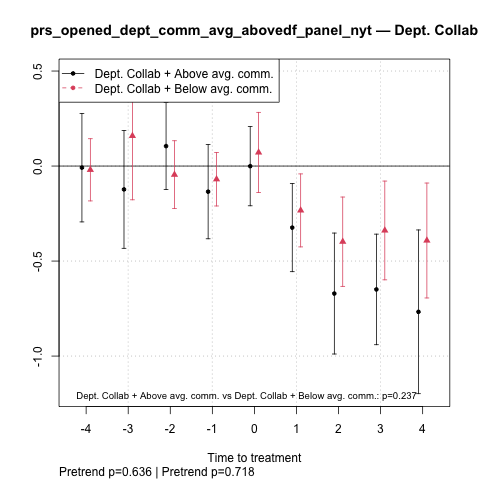 prs_opened_dept_comm_avg_abovedf_panel_nyt — Dept. Collab
Dept. Collab + Above avg. comm.
Dept. Collab + Below avg. comm.
0.5
0.0
-0.5
-1.0
Dept. Collab + Above avg. comm. vs Dept. Collab + Below avg. comm.: p=0.237
-4 -3 -2 -1 0 1 2 3 4
Time to treatment
Pretrend p=0.636 | Pretrend p=0.718